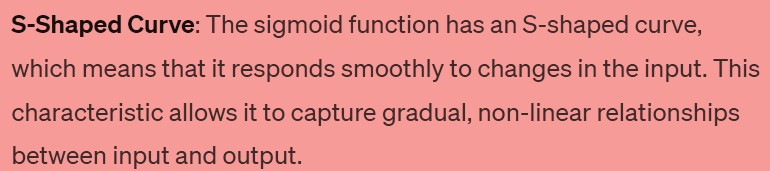 S-Shaped Curve: The sigmoid function has an S-shaped curve,
which means that it responds smoothly to changes in the input. This
characteristic allows it to capture gradual, non-linear relationships
between input and output.